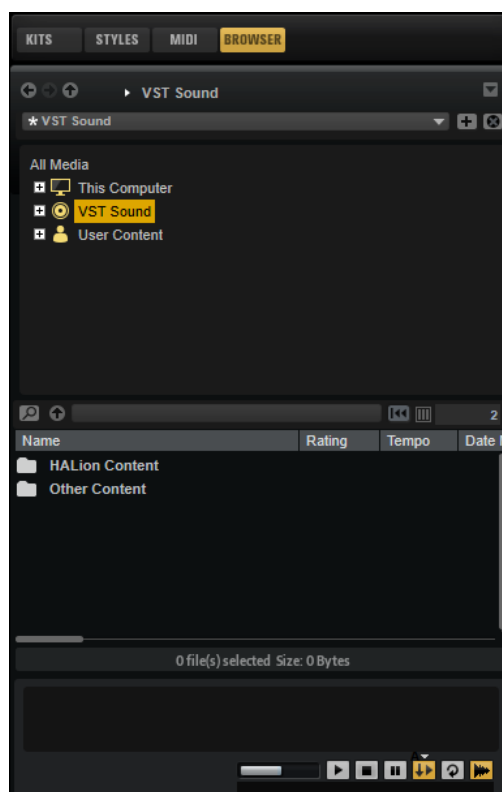 KITS STYLES MIDI BROWSER
VST Sound
* VST Sound
All Media
This Computer
VST Sound
User Content
2
Name Rating Tempo Date
HALion Content
Other Content
0 file(s) selected Size: 0 Bytes